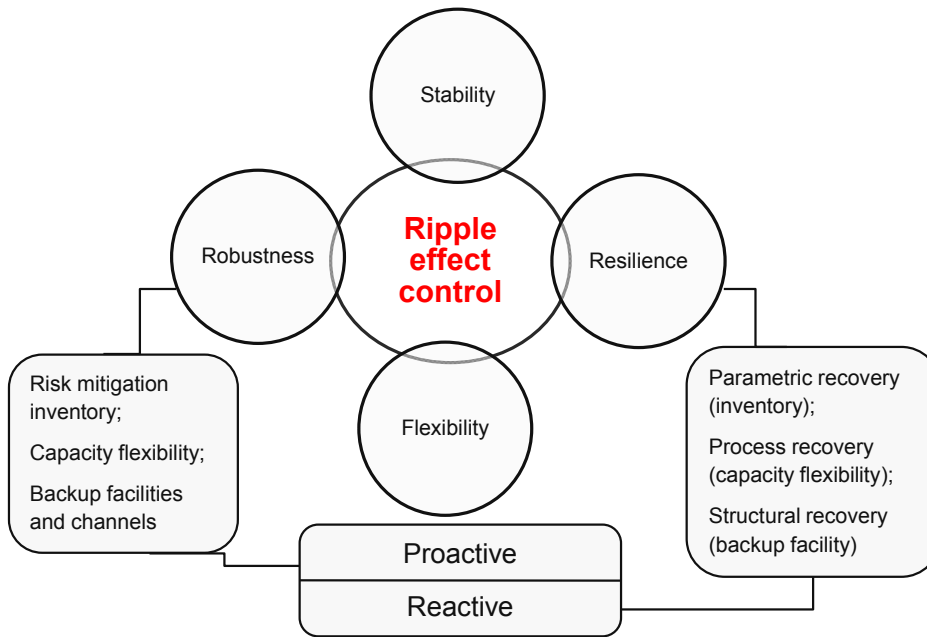 Stability
Robustness
Ripple
effect
control
Resilience
Flexibility
Risk mitigation
inventory;
Capacity flexibility;
Backup facilities
and channels
Parametric recovery
(inventory);
Process recovery
(capacity flexibility);
Structural recovery
(backup facility)
Proactive
Reactive